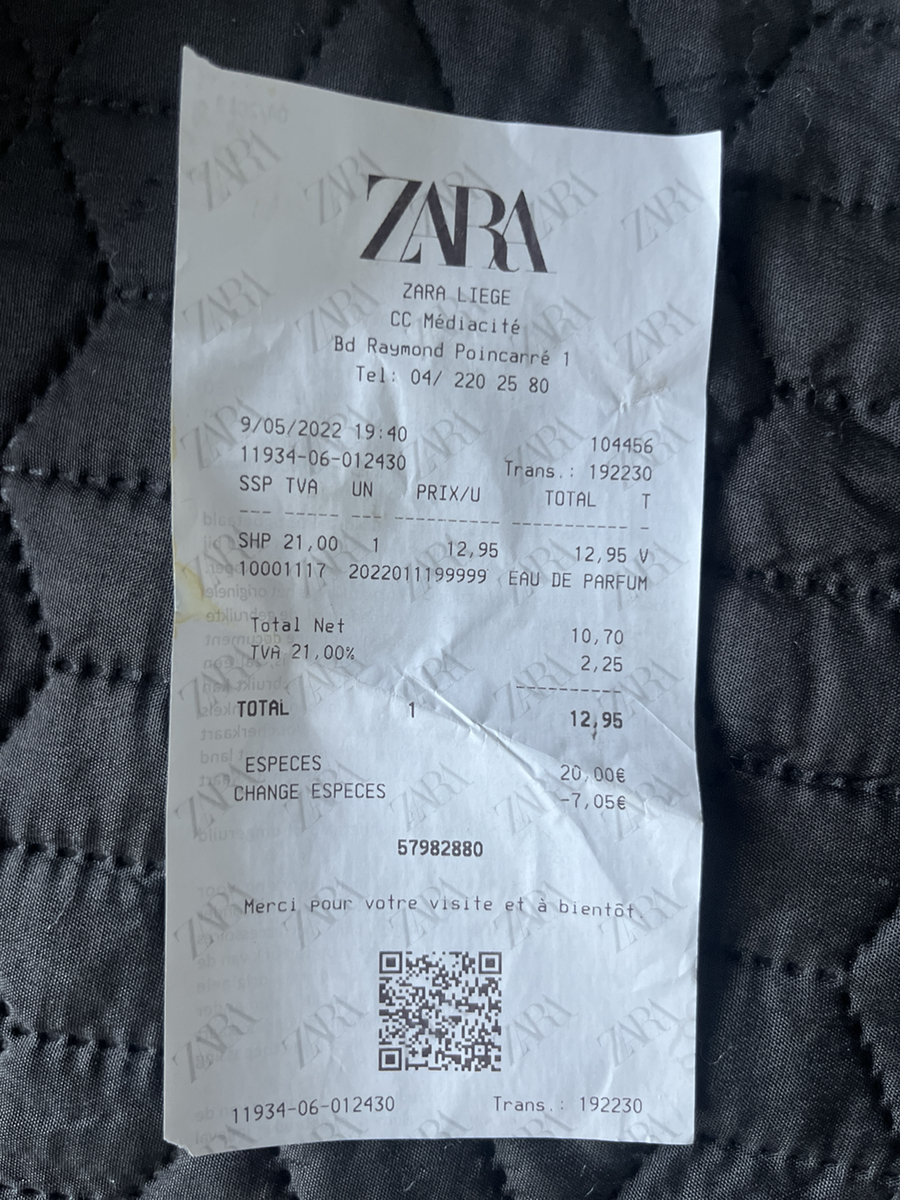 ZARA
ZARA LIEGE
CC Médiacité
Bd Raymond Poincarré 1
Tel: 04/ 220 25 80
9/05/2022 19:40 104456
11934-06-012430 Trans.: 192230
SSP TVA UN PRIX/U TOTAL T
SHP 21,00 1 12,95 12,95 V
10001117 2022011199999 EAU DE PARFUM
Total Net 10,70
TVA 21,00% 2,25
TOTAL 1 12,95
ESPECES 20,00€
CHANGE ESPECES -7,05€
57982880
Merci pour votre visite et à bientôt.
11934-06-012430 Trans.: 192230